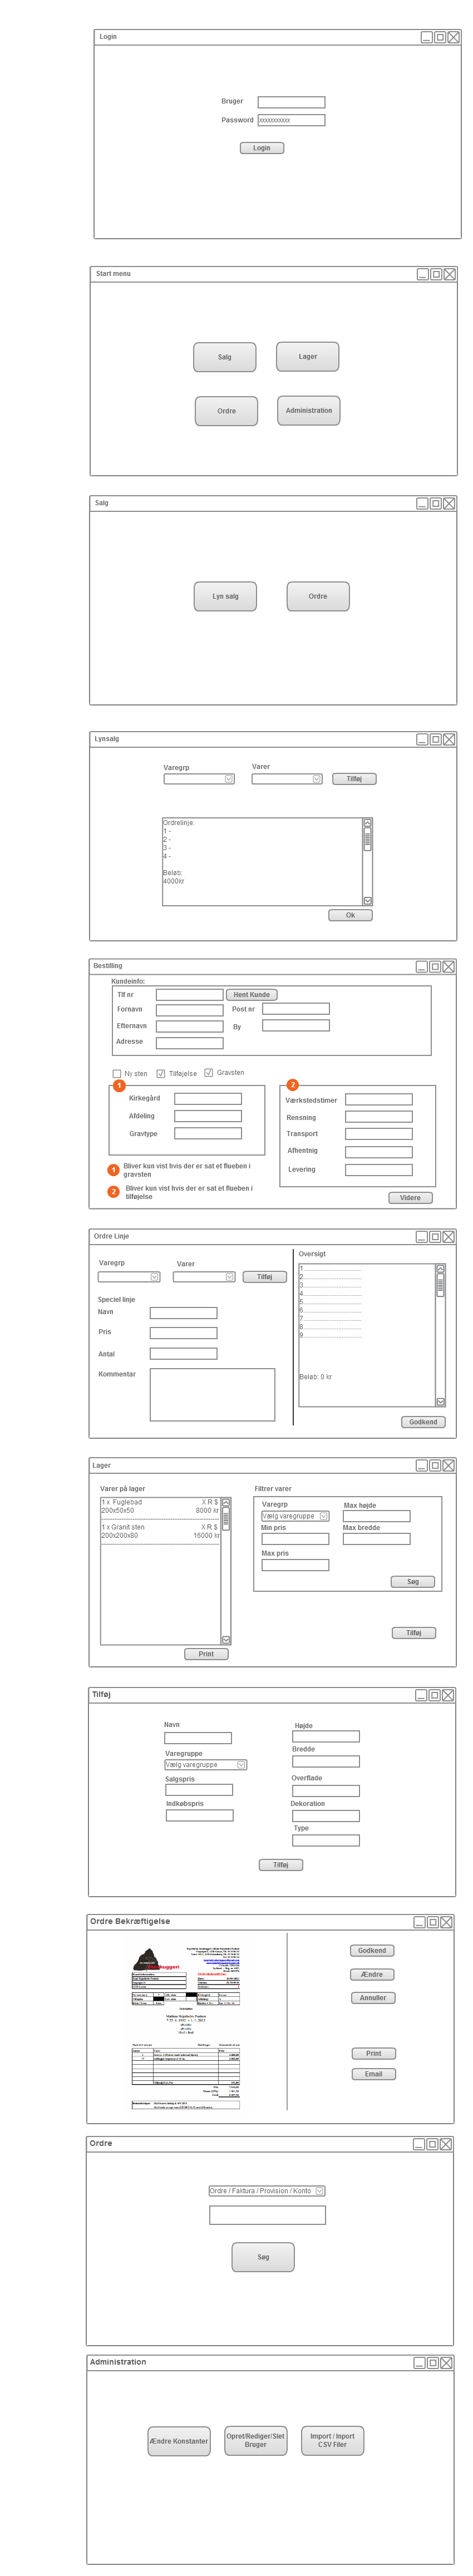 Login
Bruger
Password xxxxxxxxxxx
Login
Start menu
Salg Lager
Ordre Administration
Salg
Lyn salg Ordre
Lynsalg
Varegrp Varer
Tilføj
Ordrelinje:
1 -
2 -
3 -
4 -
Beløb:
4000kr
Ok
Bestilling
Kundeinfo:
Tlf nr Hent Kunde
Fornavn Post nr
Efternavn By
Adresse
Ny sten Tilføjelse Gravsten
1
Kirkegård
Afdeling
Gravtype
2
Værkstedstimer
Rensning
Transport
Afhentnig
Levering
1 Bliver kun vist hvis der er sat et flueben i
gravsten
2 Bliver kun vist hvis der er sat et flueben i
tilføjelse
Videre
Ordre Linje
Varegrp Varer
Tilføj
Speciel linje
Navn
Pris
Antal
Kommentar
Oversigt
1
2
3
4
5
6
7
8
9
Beløb: 0 kr
Godkend
Lager
Varer på lager
1 x Fuglebad X R $
200x50x50 8000 kr
1 x Granit sten X R $
200x200x80 16000 kr
Print
Filtrer varer
Varegrp Max højde
Vælg varegruppe
Min pris Max bredde
Max pris
Søg
Tilføj
Tilføj
Navn Højde
Varegruppe Bredde
Vælg varegruppe
Salgspris Overflade
Indkøbspris Dekoration
Type
Tilføj
Ordre Bekræftigelse
Godkend
Ændre
Annuller
Print
Email
Ordre
Ordre / Faktura / Provision / Konto
Søg
Administration
Ændre Konstanter
Opret/Rediger/Slet
Bruger
Import / Inport
CSV Filer